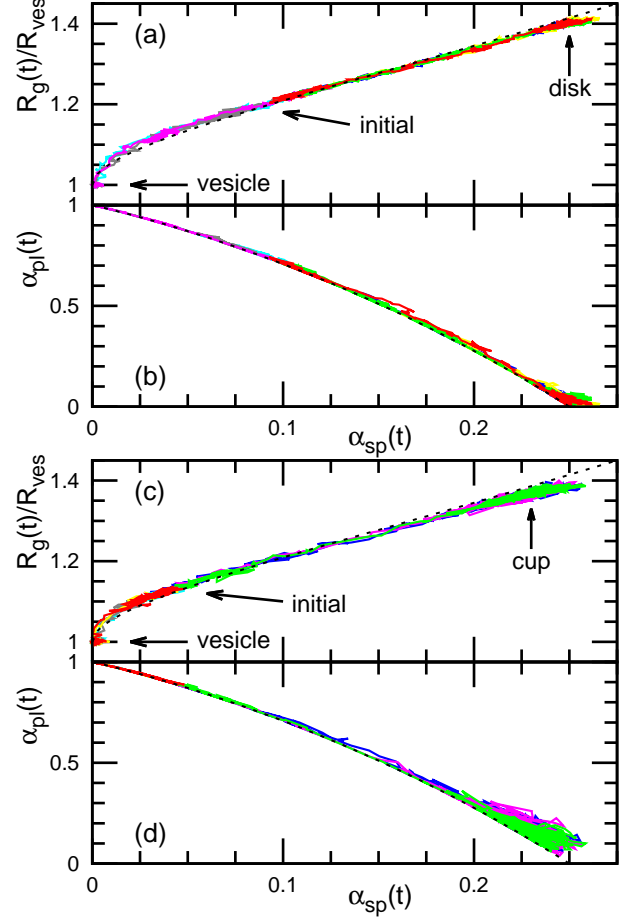 (a)
R_g(t)/R_ves
1.4
1.2
1
disk
initial
vesicle
(b)
α_pl(t)
1
0.5
0
0
0.1
0.2
α_sp(t)
(c)
R_g(t)/R_ves
1.4
1.2
1
cup
initial
vesicle
(d)
α_pl(t)
1
0.5
0
0
0.1
0.2
α_sp(t)